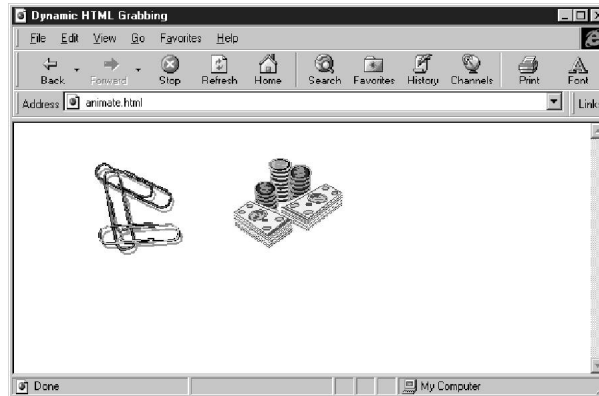 Dynamic HTML Grabbing
File Edit View Go Favorites Help
Back Forward Stop Refresh Home Search Favorites History Channels Print Font
Address animate.html Link
Done My Computer